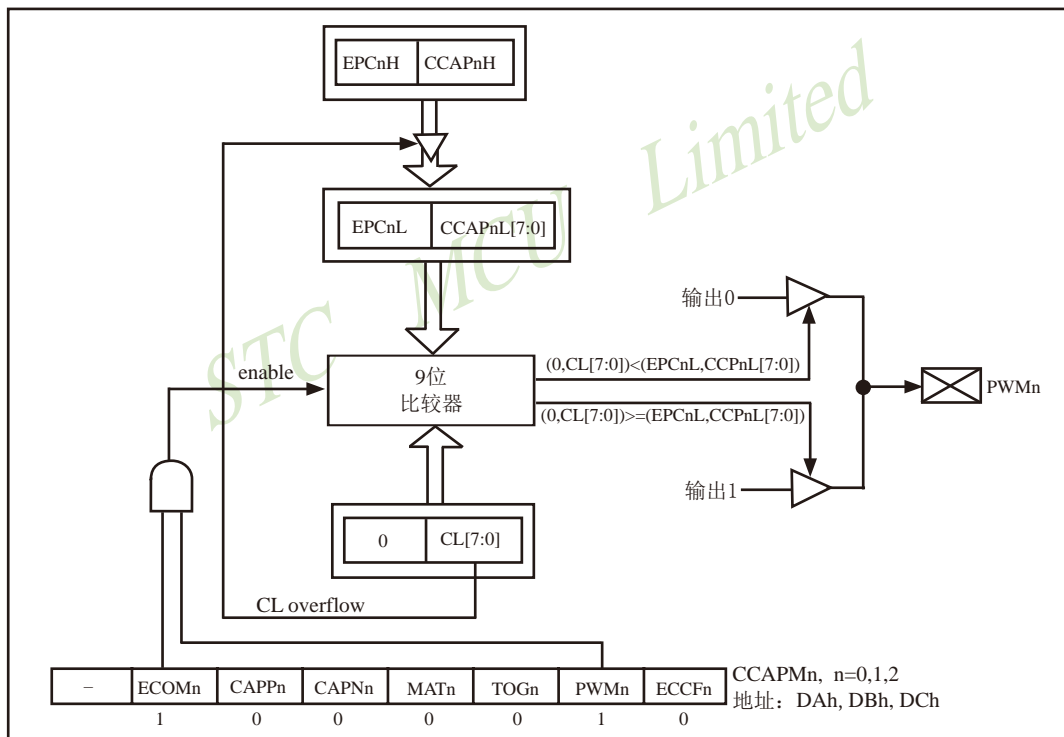 EPCnH CCAPnH
EPCnL CCAPnL[7:0]
输出0
(0,CL[7:0])<(EPCnL,CCPnL[7:0])
enable
9位
比较器
PWMn
(0,CL[7:0])>=(EPCnL,CCPnL[7:0])
输出1
0 CL[7:0]
CL overflow
– ECOMn CAPPn CAPNn MATn TOGn PWMn ECCFn
CCAPMn, n=0,1,2
地址：DAh, DBh, DCh
1 0 0 0 0 1 0
STC MCU Limited